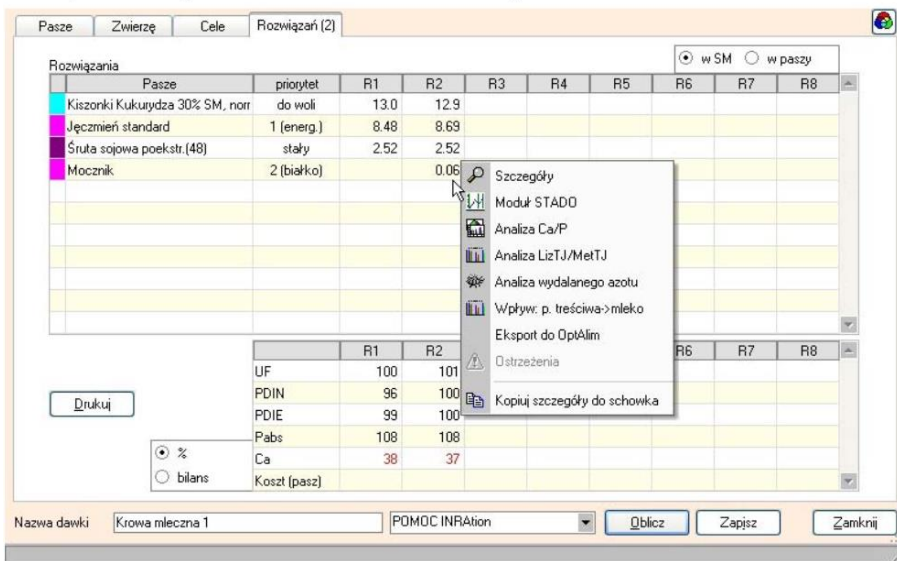 Pasze Zwierzę Cele Rozwiązań (2)
w SM w paszy
Rozwiązania
Pasze priorytet R1 R2 R3 R4 R5 R6 R7 R8
Kiszonki Kukurydza 30% SM, norr do woli 13.0 12.9
Jęczmień standard 1 (energ.) 8.48 8.69
Śruta sojowa poekstr.(48) stały 2.52 2.52
Mocznik 2 (białko) 0.06
Szczegóły
Moduł STADO
Analiza Ca/P
Analiza LizTJ/MetTJ
Analiza wydalanego azotu
Wpływ: p. treściwa->mleko
Eksport do OptAlim
Ostrzeżenia
Kopiuj szczegóły do schowka
R1 R2 R6 R7 R8
UF 100 101
PDIN 96 100
PDIE 99 100
Pabs 108 108
Ca 38 37
Koszt (pasz)
Drukuj
%
bilans
Nazwa dawki Krowa mleczna 1 POMOC INRAtion Oblicz Zapisz Zamknij